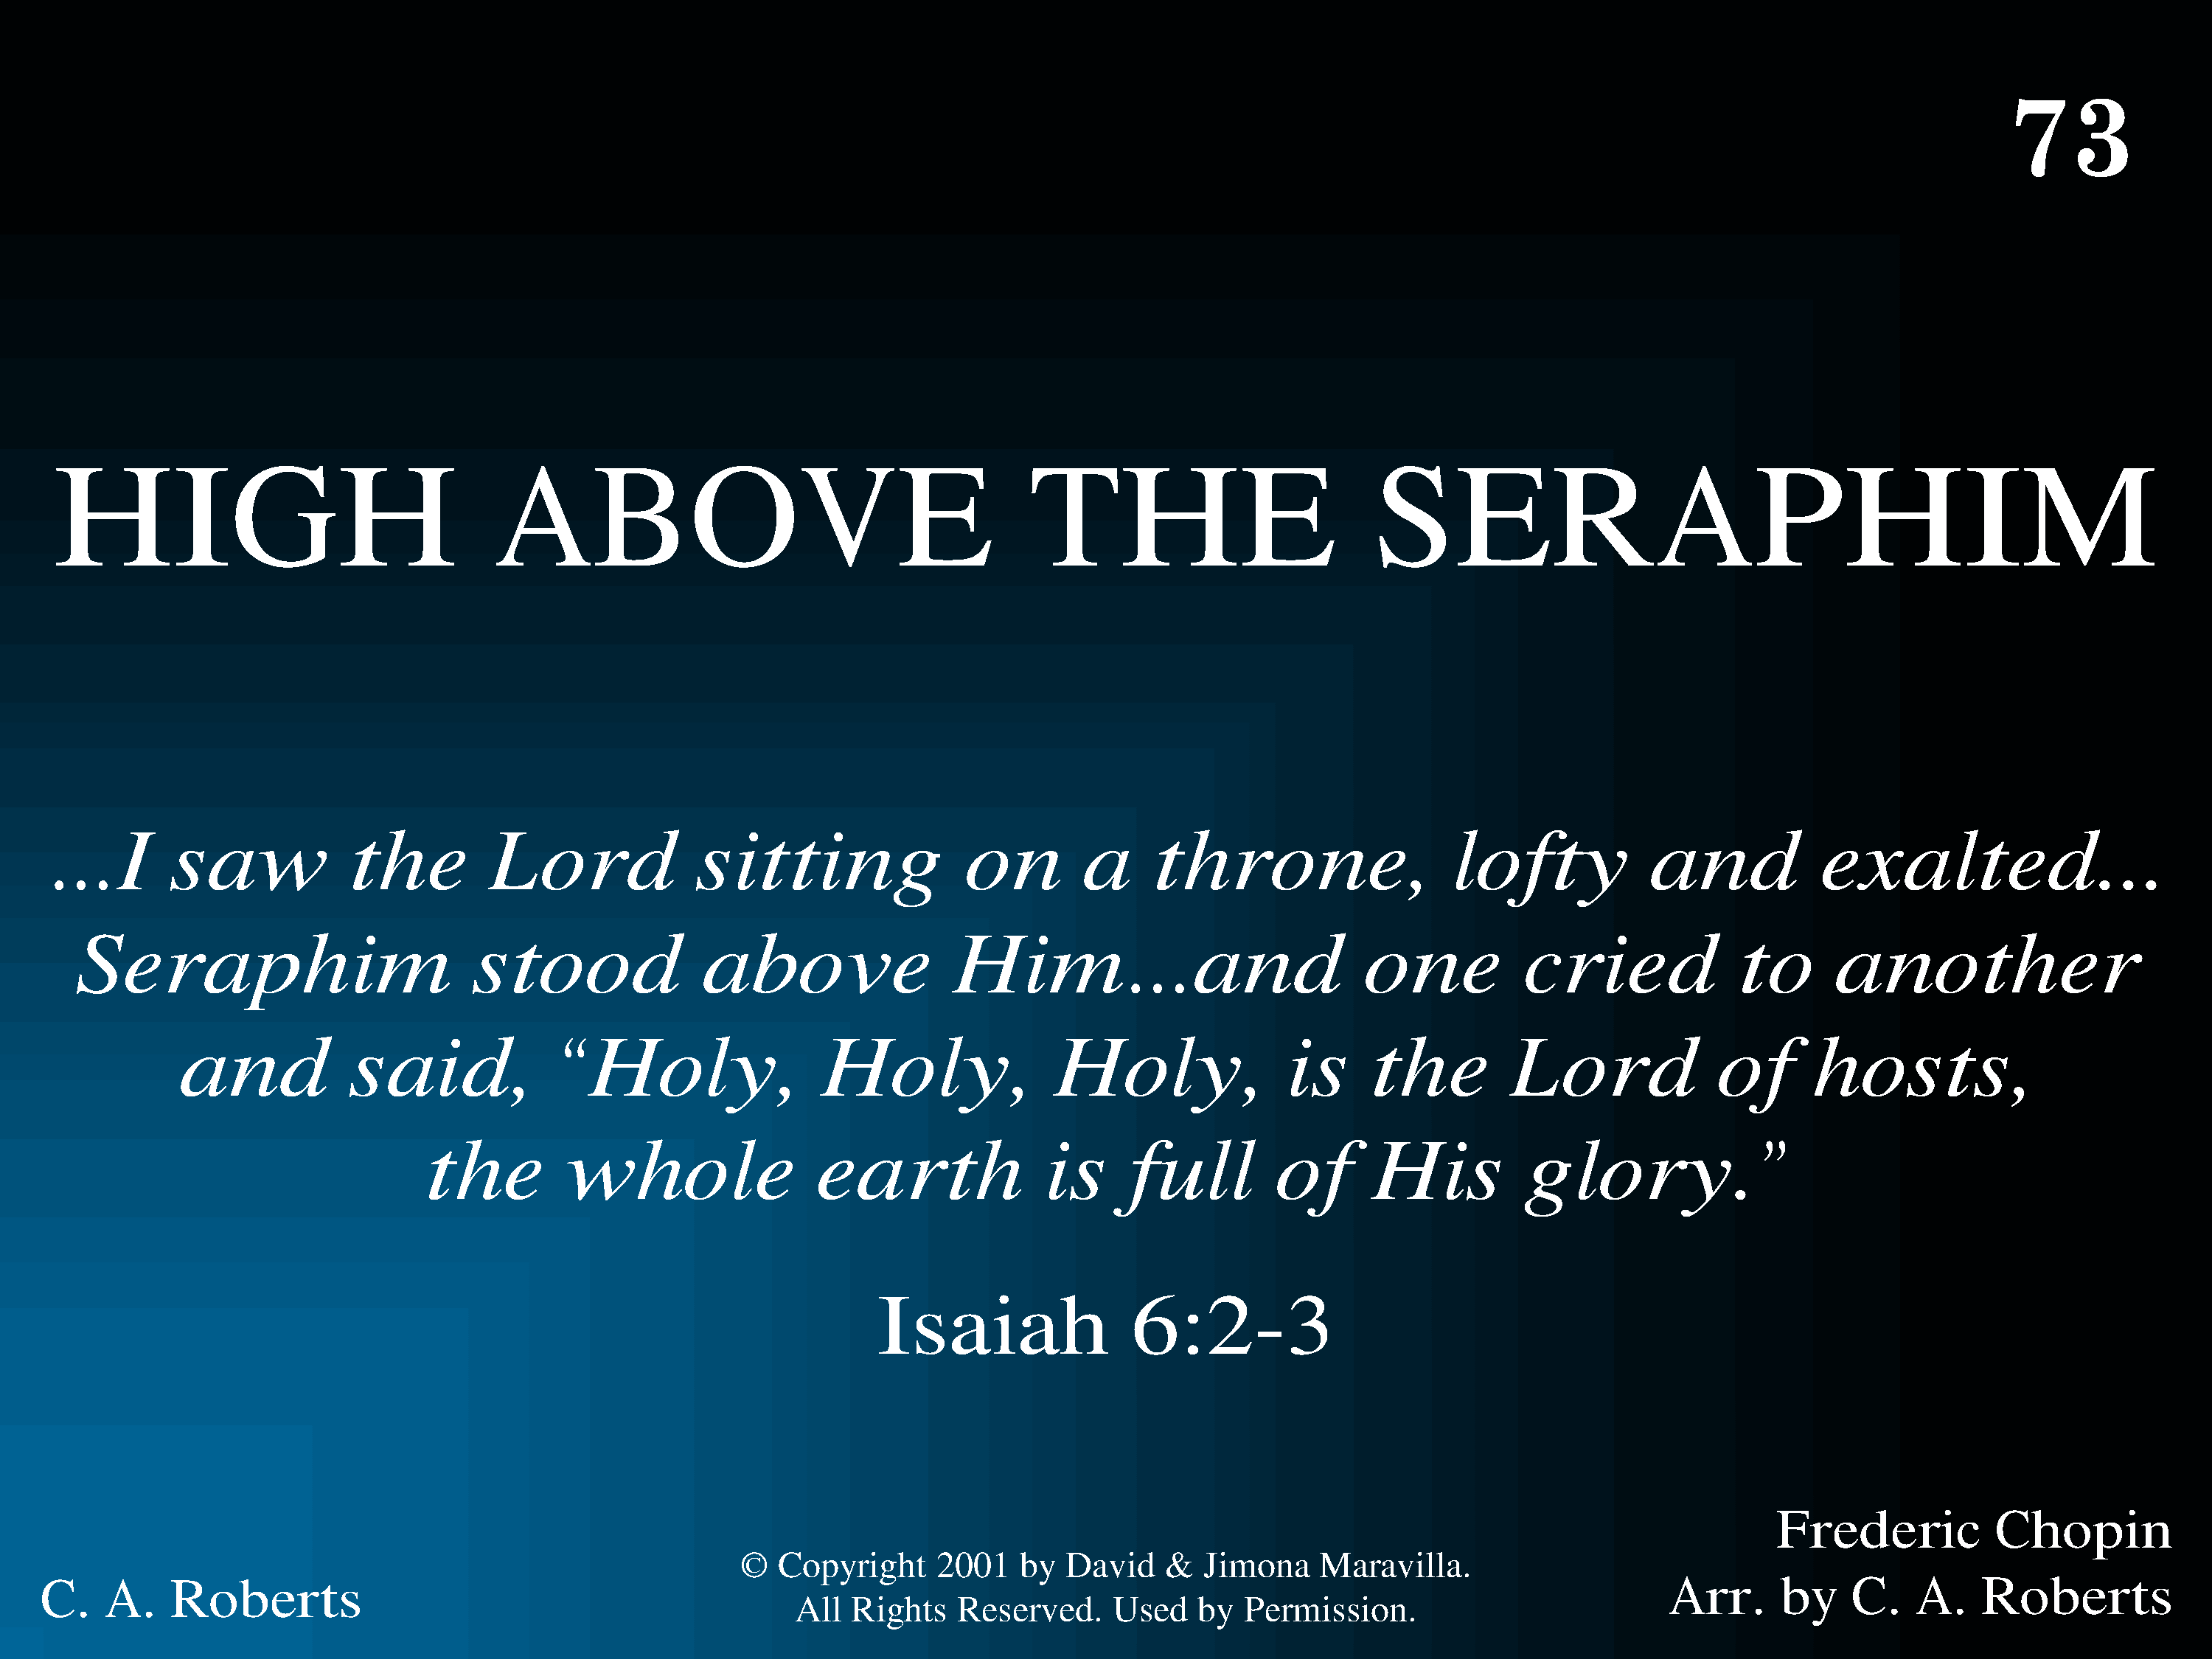 73
HIGH ABOVE THE SERAPHIM
...I saw the Lord sitting on a throne, lofty and exalted...
Seraphim stood above Him...and one cried to another
and said, “Holy, Holy, Holy, is the Lord of hosts,
the whole earth is full of His glory.”
Isaiah 6:2-3
C. A. Roberts
© Copyright 2001 by David & Jimona Maravilla.
All Rights Reserved. Used by Permission.
Frederic Chopin
Arr. by C. A. Roberts